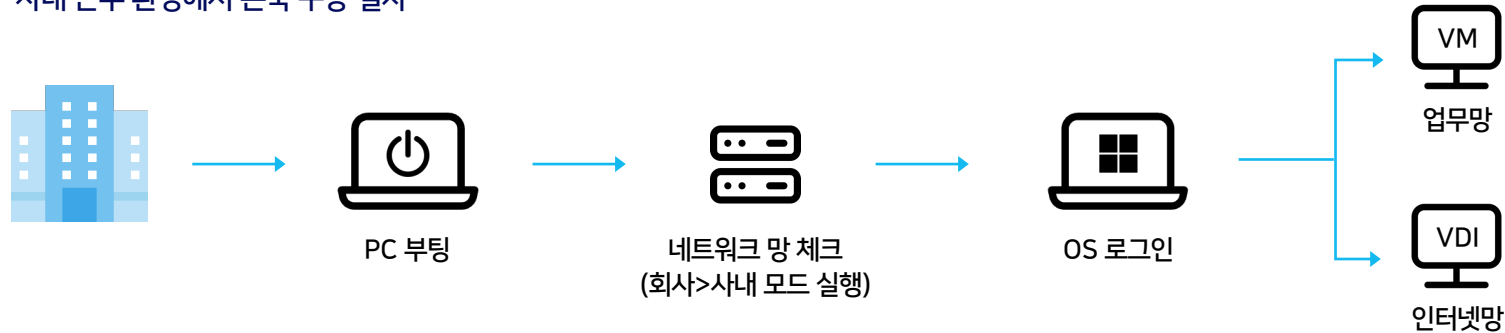 VM
업무망
PC 부팅
네트워크 망 체크
(회사>사내 모드 실행)
OS 로그인
VDI
인터넷망